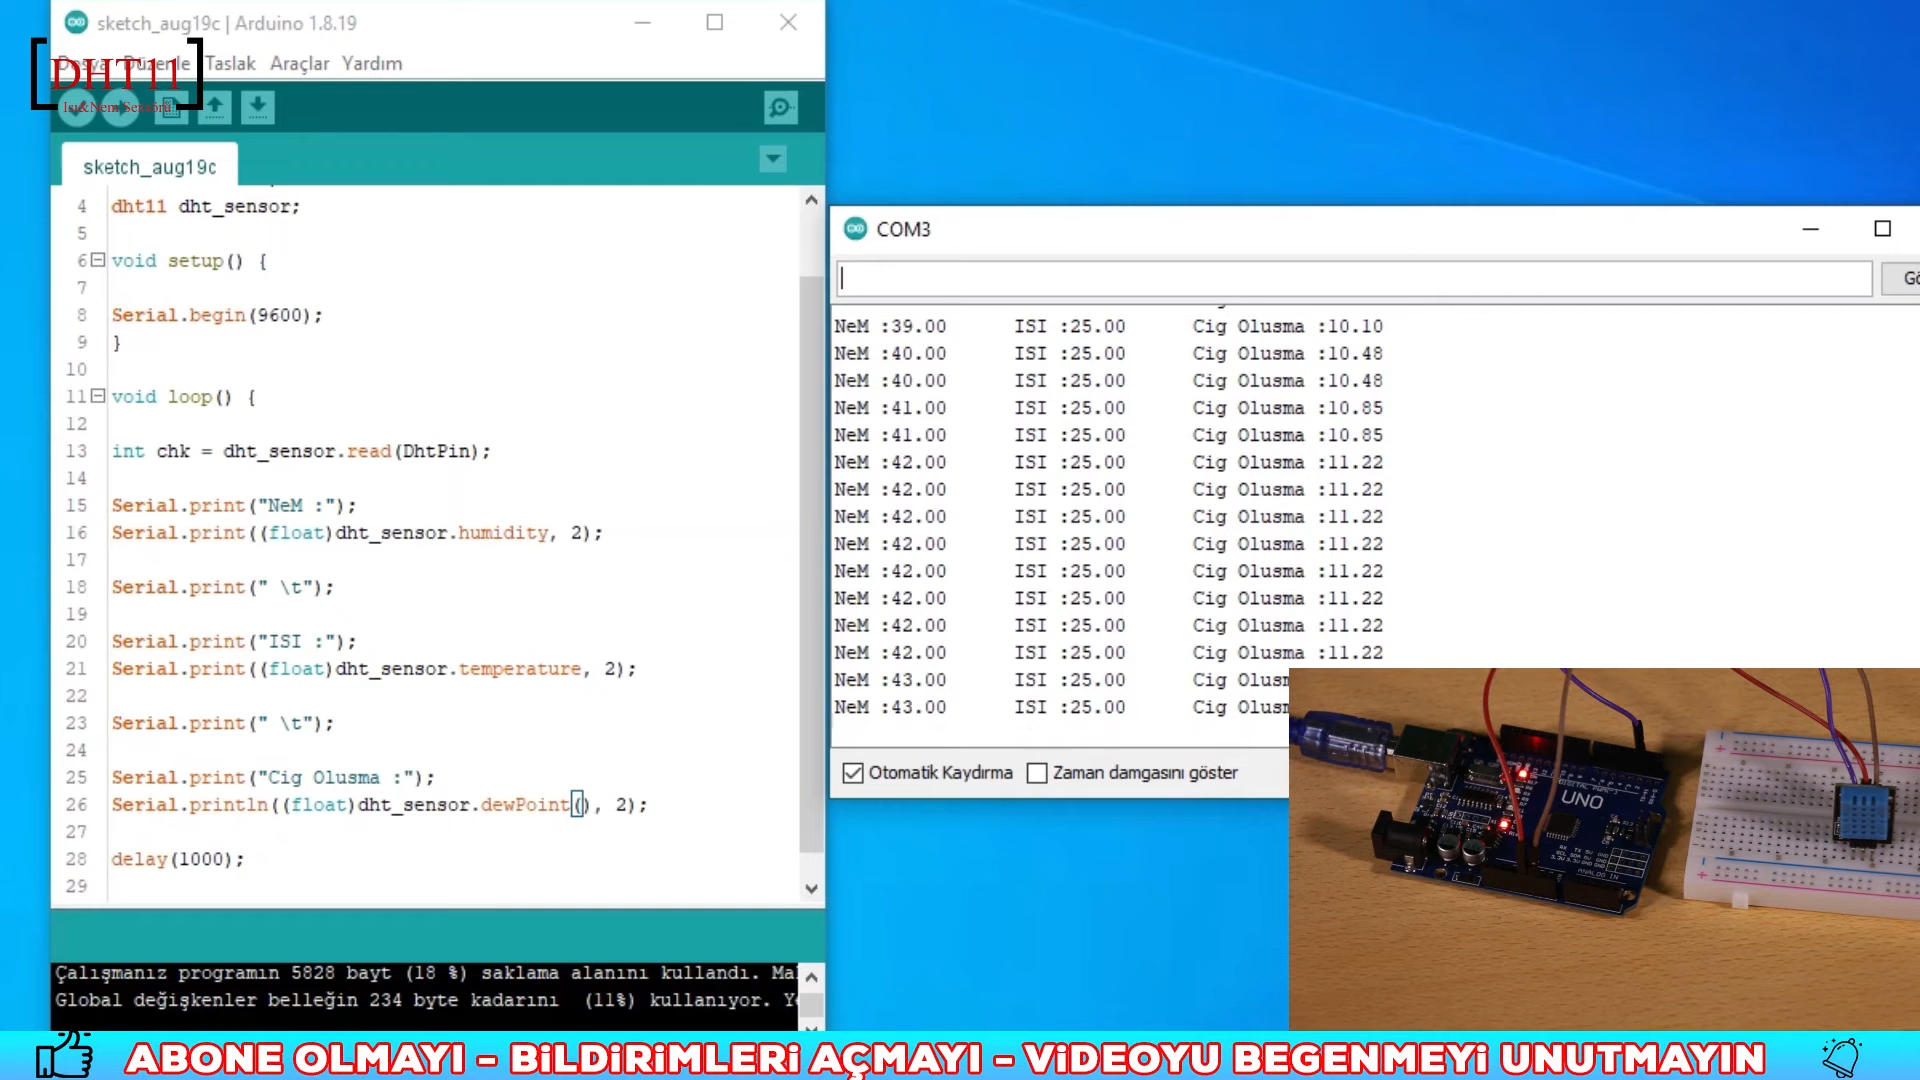 sketch_aug19c | Arduino 1.8.19
Dosya Düzenle Taslak Araçlar Yardım
DHT11
Isı&Nem Sensörü
sketch_aug19c
4 dht11 dht_sensor;
5
6 void setup() {
7
8 Serial.begin(9600);
9 }
10
11 void loop() {
12
13 int chk = dht_sensor.read(DhtPin);
14
15 Serial.print("NeM :");
16 Serial.print((float)dht_sensor.humidity, 2);
17
18 Serial.print(" \t");
19
20 Serial.print("ISI :");
21 Serial.print((float)dht_sensor.temperature, 2);
22
23 Serial.print(" \t");
24
25 Serial.print("Cig Olusma :");
26 Serial.println((float)dht_sensor.dewPoint(), 2);
27
28 delay(1000);
29
Çalışmanız programın 5828 bayt (18 %) saklama alanını kullandı.
Global değişkenler belleğin 234 byte kadarını (11%) kullanıyor.
COM3
NeM :39.00 ISI :25.00 Cig Olusma :10.10
NeM :40.00 ISI :25.00 Cig Olusma :10.48
NeM :40.00 ISI :25.00 Cig Olusma :10.48
NeM :41.00 ISI :25.00 Cig Olusma :10.85
NeM :41.00 ISI :25.00 Cig Olusma :10.85
NeM :42.00 ISI :25.00 Cig Olusma :11.22
NeM :42.00 ISI :25.00 Cig Olusma :11.22
NeM :42.00 ISI :25.00 Cig Olusma :11.22
NeM :42.00 ISI :25.00 Cig Olusma :11.22
NeM :42.00 ISI :25.00 Cig Olusma :11.22
NeM :42.00 ISI :25.00 Cig Olusma :11.22
NeM :42.00 ISI :25.00 Cig Olusma :11.22
NeM :42.00 ISI :25.00 Cig Olusma :11.22
NeM :43.00 ISI :25.00 Cig
NeM :43.00 ISI :25.00 Cig
Otomatik Kaydırma Zaman damgasını göster
UNO
ANALOG IN
ABONE OLMAYI - BiLDiRiMLERi AÇMAYI - ViDEOYU BEGENMEYi UNUTMAYIN